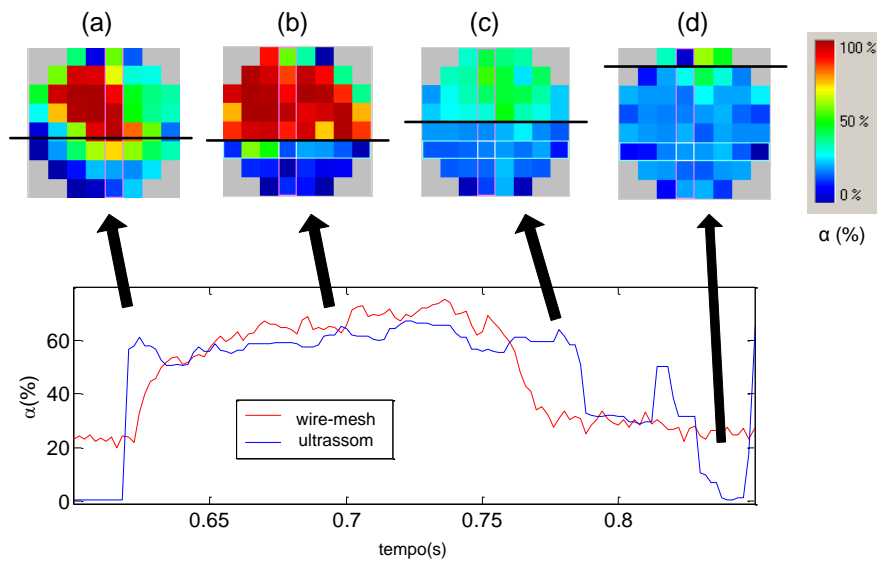 (a) (b) (c) (d)
100 %
50 %
0 %
α (%)
60
40
20
0
α(%)
wire-mesh
ultrassom
0.65 0.7 0.75 0.8
tempo(s)